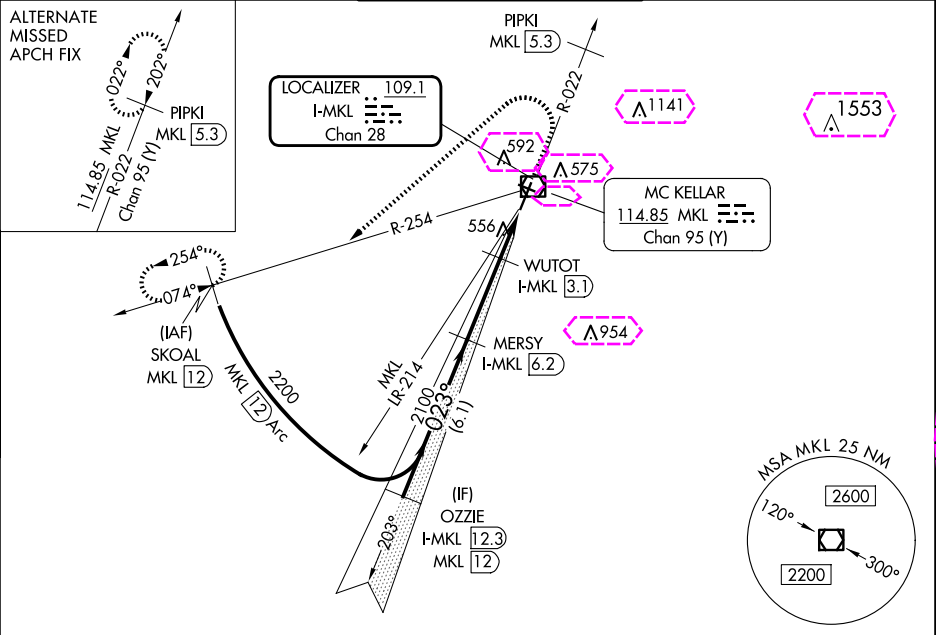 ALTERNATE
MISSED
APCH FIX
022°
202°
PIPKI
MKL 5.3
114.85 MKL
R-022
Chan 95 (Y)
PIPKI
MKL 5.3
R-022
LOCALIZER 109.1
I-MKL
Chan 28
1141
1553
592
575
MC KELLAR
114.85 MKL
Chan 95 (Y)
R-254
556
WUTOT
I-MKL 3.1
254°
074°
(IAF)
SKOAL
MKL 12
954
MERSY
I-MKL 6.2
2200
MKL 12 Arc
MKL
LR-214
2100
023°
(6.1)
(IF)
OZZIE
I-MKL 12.3
MKL 12
203°
MSA MKL 25 NM
2600
120°
300°
2200